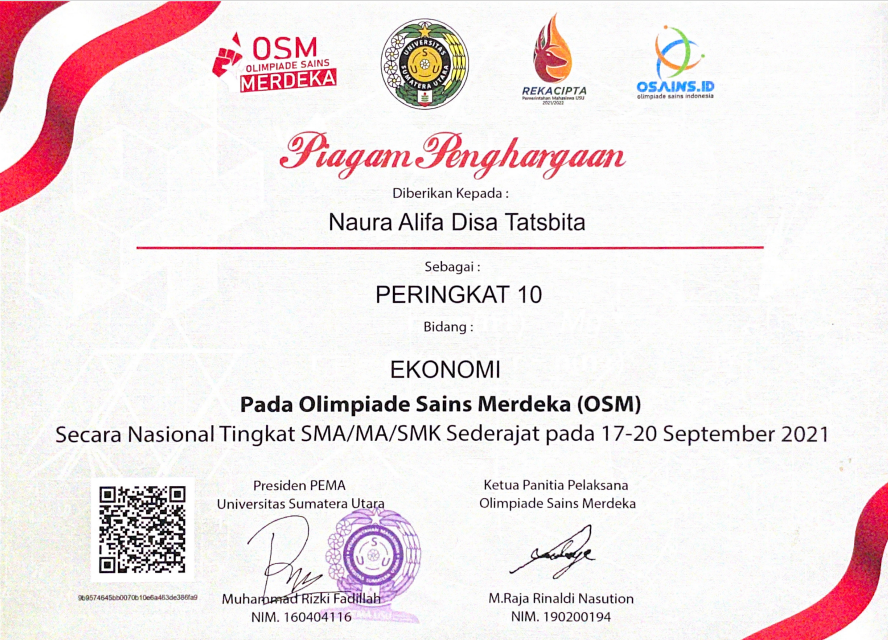 OSM
OLIMPIADE SAINS
MERDEKA
UNIVERSITAS
SUMATERA UTARA
U S U
REKACIPTA
Pemerintahan Mahasiswa USU
2021/2022
OSAINS.ID
olimpiade sains indonesia
Piagam Penghargaan
Diberikan Kepada :
Naura Alifa Disa Tatsbita
Sebagai :
PERINGKAT 10
Bidang :
EKONOMI
Pada Olimpiade Sains Merdeka (OSM)
Secara Nasional Tingkat SMA/MA/SMK Sederajat pada 17-20 September 2021
Presiden PEMA
Universitas Sumatera Utara
Muhammad Rizki Fadillah
NIM. 160404116
Ketua Panitia Pelaksana
Olimpiade Sains Merdeka
M.Raja Rinaldi Nasution
NIM. 190200194